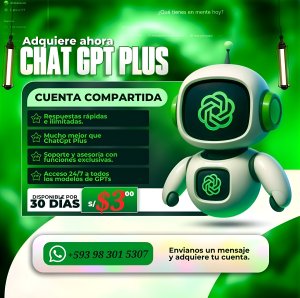 ¿Qué tienes en mente hoy?
Adquiere ahora
CHAT GPT PLUS
CUENTA COMPARTIDA
Respuestas rápidas
e ilimitadas.
Mucho mejor que
ChatGpt Plus
Soporte y asesoría con
funciones exclusivas.
Acceso 24/7 a todos
los modelos de GPTs
DISPONIBLE POR
30 DIAS
S/ $3.00
+593 98 301 5307
Envianos un mensaje
y adquiere tu cuenta.